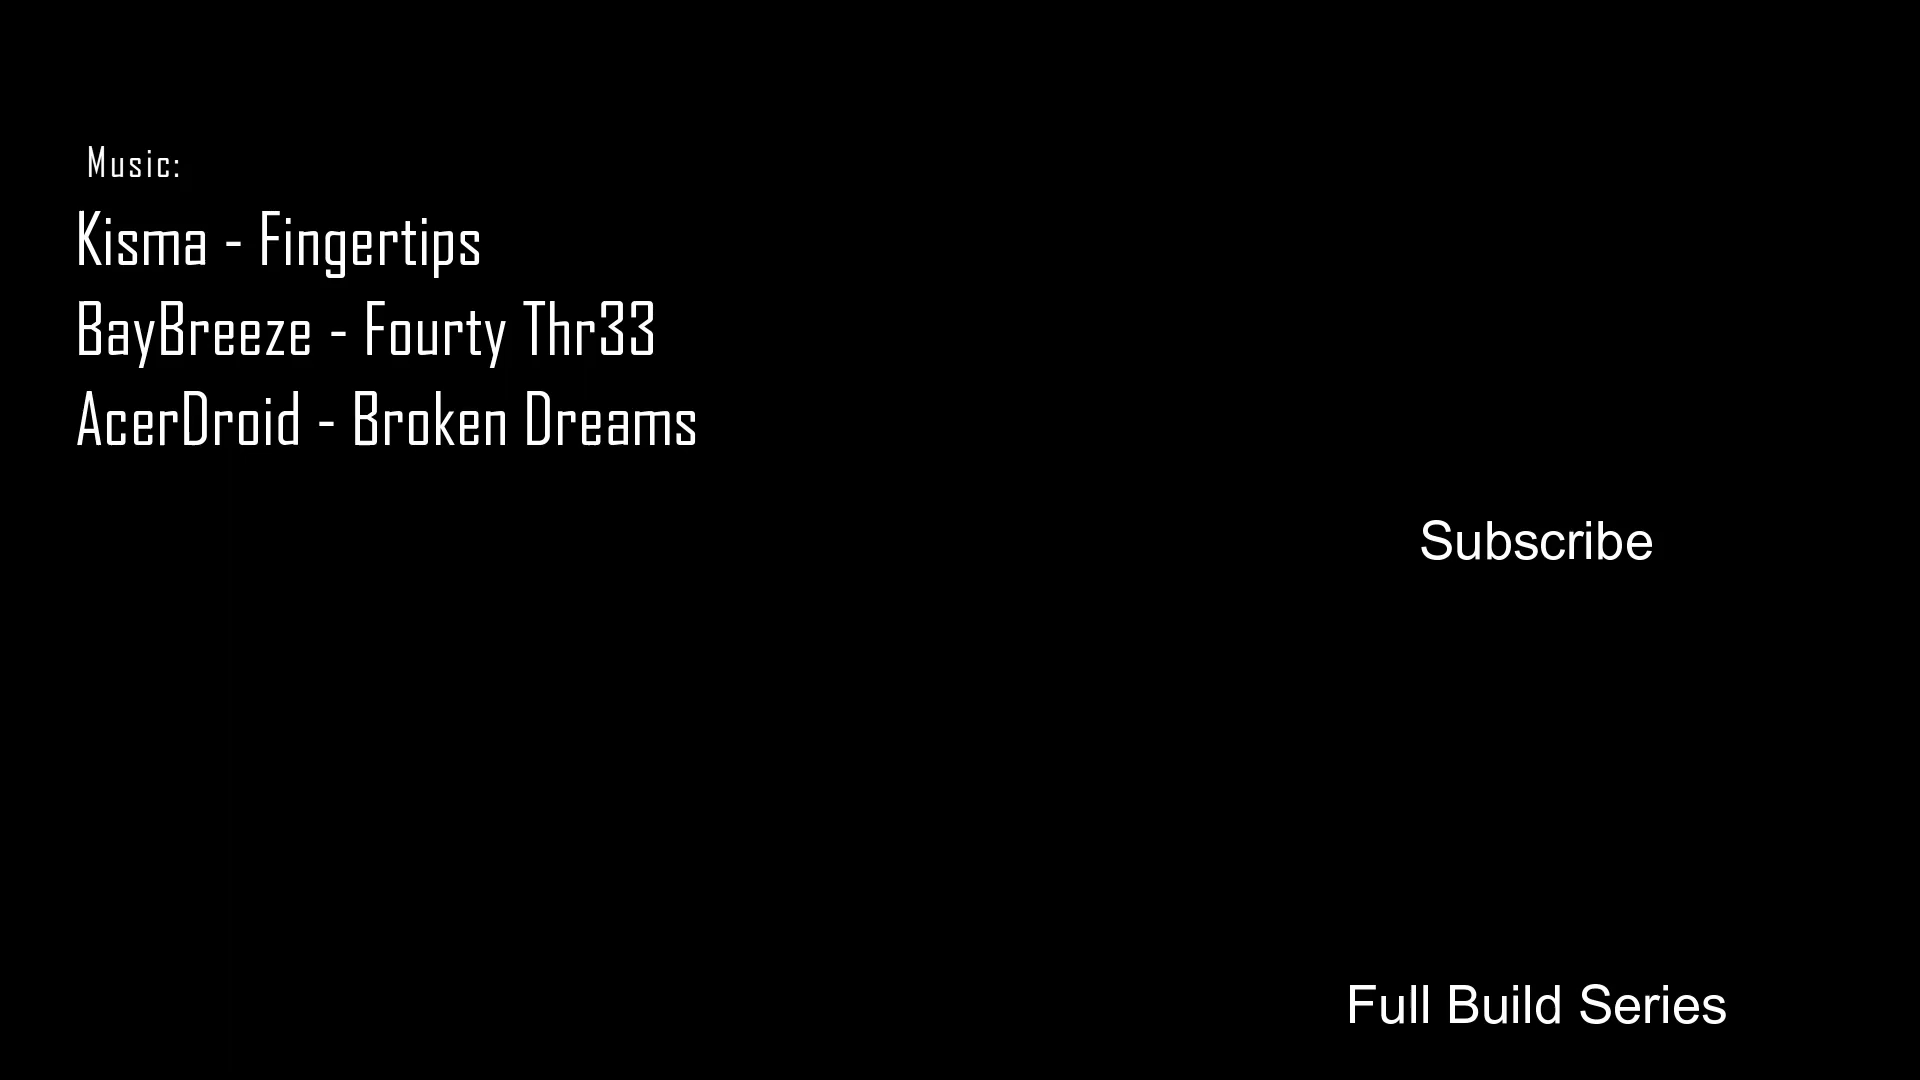 Music:
Kisma - Fingertips
BayBreeze - Fourty Thr33
AcerDroid - Broken Dreams
Subscribe
Full Build Series